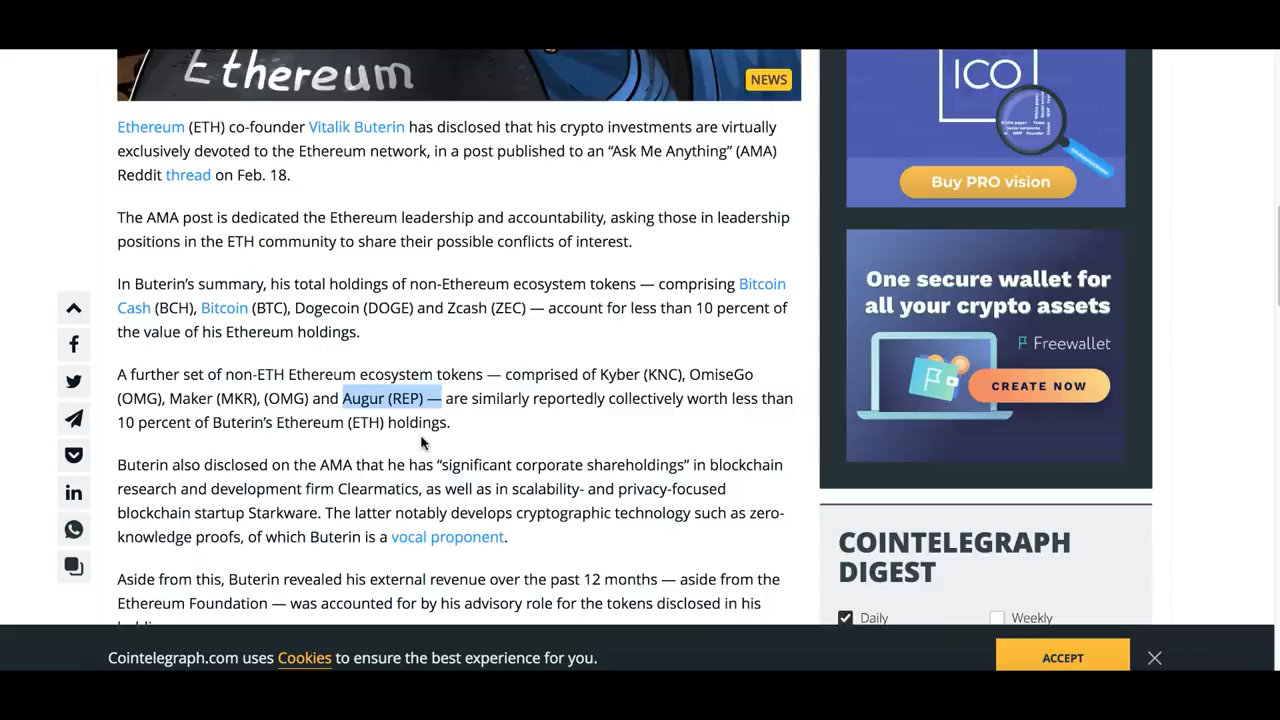 Ethereum
NEWS
Ethereum (ETH) co-founder Vitalik Buterin has disclosed that his crypto investments are virtually
exclusively devoted to the Ethereum network, in a post published to an “Ask Me Anything” (AMA)
Reddit thread on Feb. 18.
The AMA post is dedicated the Ethereum leadership and accountability, asking those in leadership
positions in the ETH community to share their possible conflicts of interest.
In Buterin’s summary, his total holdings of non-Ethereum ecosystem tokens — comprising Bitcoin
Cash (BCH), Bitcoin (BTC), Dogecoin (DOGE) and Zcash (ZEC) — account for less than 10 percent of
the value of his Ethereum holdings.
A further set of non-ETH Ethereum ecosystem tokens — comprised of Kyber (KNC), OmiseGo
(OMG), Maker (MKR), (OMG) and Augur (REP) — are similarly reportedly collectively worth less than
10 percent of Buterin’s Ethereum (ETH) holdings.
Buterin also disclosed on the AMA that he has “significant corporate shareholdings” in blockchain
research and development firm Clearmatics, as well as in scalability- and privacy-focused
blockchain startup Starkware. The latter notably develops cryptographic technology such as zero-
knowledge proofs, of which Buterin is a vocal proponent.
Aside from this, Buterin revealed his external revenue over the past 12 months — aside from the
Ethereum Foundation — was accounted for by his advisory role for the tokens disclosed in his
ICO
Buy PRO vision
One secure wallet for
all your crypto assets
Freewallet
CREATE NOW
COINTELEGRAPH
DIGEST
Daily
Weekly
Cointelegraph.com uses Cookies to ensure the best experience for you.
ACCEPT